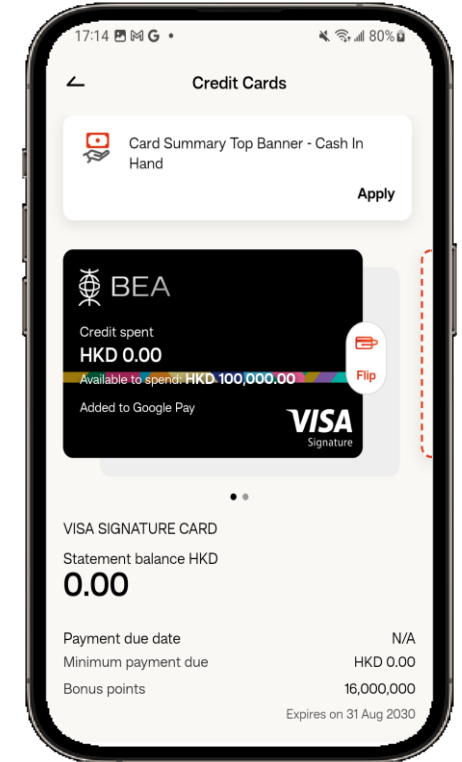 17:14 G •
80%
Credit Cards
Card Summary Top Banner - Cash In
Hand
Apply
BEA
Credit spent
HKD 0.00
Available to spend: HKD 100,000.00
Flip
Added to Google Pay
VISA
Signature
VISA SIGNATURE CARD
Statement balance HKD
0.00
Payment due date N/A
Minimum payment due HKD 0.00
Bonus points 16,000,000
Expires on 31 Aug 2030